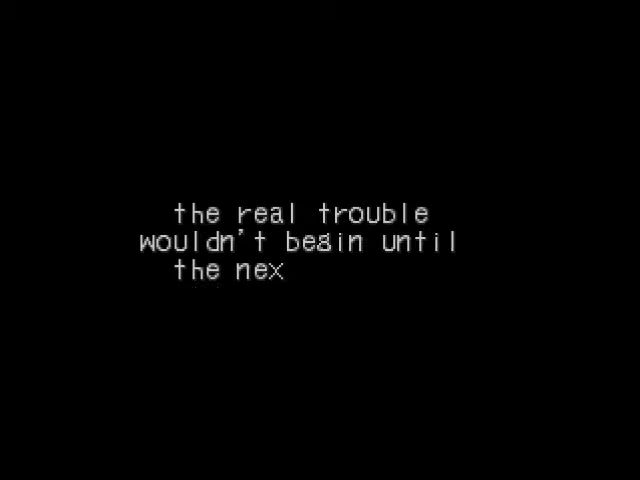 the real trouble
wouldn't begin until
the nex